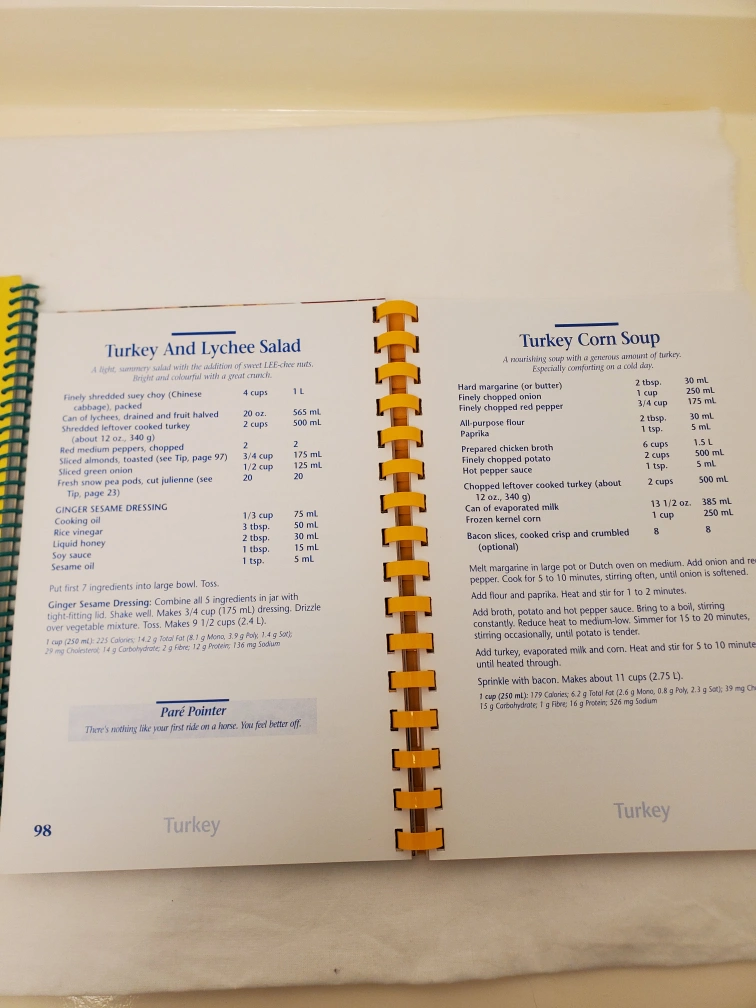 Turkey And Lychee Salad
A light, summery salad with the addition of sweet LEE-chee nuts.
Bright and colourful with a great crunch.
Finely shredded suey choy (Chinese 4 cups 1 L
cabbage), packed
Can of lychees, drained and fruit halved 20 oz. 565 mL
Shredded leftover cooked turkey 2 cups 500 mL
(about 12 oz., 340 g)
Red medium peppers, chopped 2 2
Sliced almonds, toasted (see Tip, page 97) 3/4 cup 175 mL
Sliced green onion 1/2 cup 125 mL
Fresh snow pea pods, cut julienne (see 20 20
Tip, page 23)
GINGER SESAME DRESSING
Cooking oil 1/3 cup 75 mL
Rice vinegar 3 tbsp. 50 mL
Liquid honey 2 tbsp. 30 mL
Soy sauce 1 tbsp. 15 mL
Sesame oil 1 tsp. 5 mL
Put first 7 ingredients into large bowl. Toss.
Ginger Sesame Dressing: Combine all 5 ingredients in jar with
tight-fitting lid. Shake well. Makes 3/4 cup (175 mL) dressing. Drizzle
over vegetable mixture. Toss. Makes 9 1/2 cups (2.4 L).
1 cup (250 mL): 225 Calories; 14.2 g Total Fat (8.1 g Mono, 3.9 g Poly, 1.4 g Sat);
29 mg Cholesterol; 14 g Carbohydrate; 2 g Fibre; 12 g Protein; 136 mg Sodium
Paré Pointer
There's nothing like your first ride on a horse. You feel better off.
98
Turkey
Turkey Corn Soup
A nourishing soup with a generous amount of turkey.
Especially comforting on a cold day.
Hard margarine (or butter) 2 tbsp. 30 mL
Finely chopped onion 1 cup 250 mL
Finely chopped red pepper 3/4 cup 175 mL
All-purpose flour 2 tbsp. 30 mL
Paprika 1 tsp. 5 mL
Prepared chicken broth 6 cups 1.5 L
Finely chopped potato 2 cups 500 mL
Hot pepper sauce 1 tsp. 5 mL
Chopped leftover cooked turkey (about 2 cups 500 mL
12 oz., 340 g)
Can of evaporated milk 13 1/2 oz. 385 mL
Frozen kernel corn 1 cup 250 mL
Bacon slices, cooked crisp and crumbled 8 8
(optional)
Melt margarine in large pot or Dutch oven on medium. Add onion and re
pepper. Cook for 5 to 10 minutes, stirring often, until onion is softened.
Add flour and paprika. Heat and stir for 1 to 2 minutes.
Add broth, potato and hot pepper sauce. Bring to a boil, stirring
constantly. Reduce heat to medium-low. Simmer for 15 to 20 minutes,
stirring occasionally, until potato is tender.
Add turkey, evaporated milk and corn. Heat and stir for 5 to 10 minute
until heated through.
Sprinkle with bacon. Makes about 11 cups (2.75 L).
1 cup (250 mL): 179 Calories; 6.2 g Total Fat (2.6 g Mono, 0.8 g Poly, 2.3 g Sat); 39 mg Ch
15 g Carbohydrate; 1 g Fibre; 16 g Protein; 526 mg Sodium
Turkey